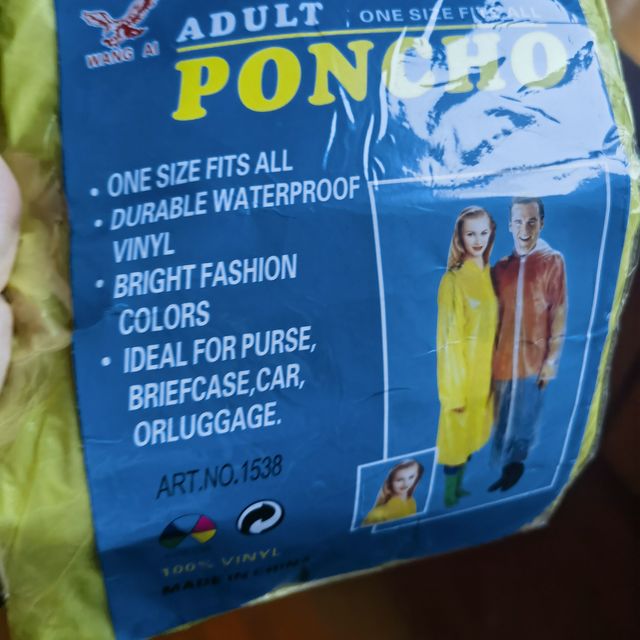 WANG AI
ADULT ONE SIZE FITS ALL
PONCHO
• ONE SIZE FITS ALL
• DURABLE WATERPROOF
VINYL
• BRIGHT FASHION
COLORS
• IDEAL FOR PURSE,
BRIEFCASE,CAR,
ORLUGGAGE.
ART.NO.1538
100% VINYL
MADE IN CHINA